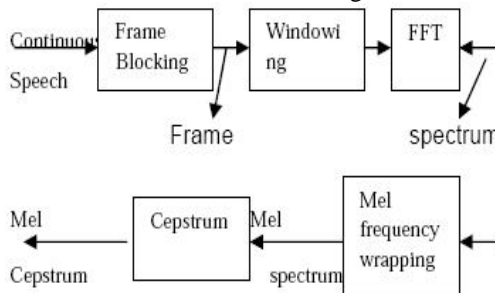 Continuous
Speech
Frame
Blocking
Windowi
ng
FFT
Frame
spectrum
Mel
Cepstrum
Cepstrum
Mel
spectrum
Mel
frequency
wrapping